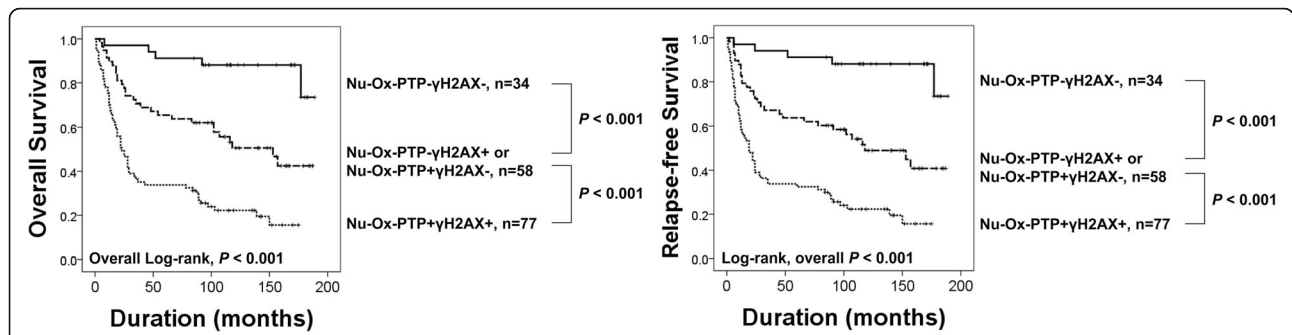 Overall Survival
1.0
0.8
0.6
0.4
0.2
0.0
Overall Log-rank, P < 0.001
0 50 100 150 200
Duration (months)
Nu-Ox-PTP-γH2AX-, n=34
Nu-Ox-PTP-γH2AX+ or
Nu-Ox-PTP+γH2AX-, n=58
Nu-Ox-PTP+γH2AX+, n=77
P < 0.001
P < 0.001
Relapse-free Survival
1.0
0.8
0.6
0.4
0.2
0.0
Log-rank, overall P < 0.001
0 50 100 150 200
Duration (months)
Nu-Ox-PTP-γH2AX-, n=34
Nu-Ox-PTP-γH2AX+ or
Nu-Ox-PTP+γH2AX-, n=58
Nu-Ox-PTP+γH2AX+, n=77
P < 0.001
P < 0.001